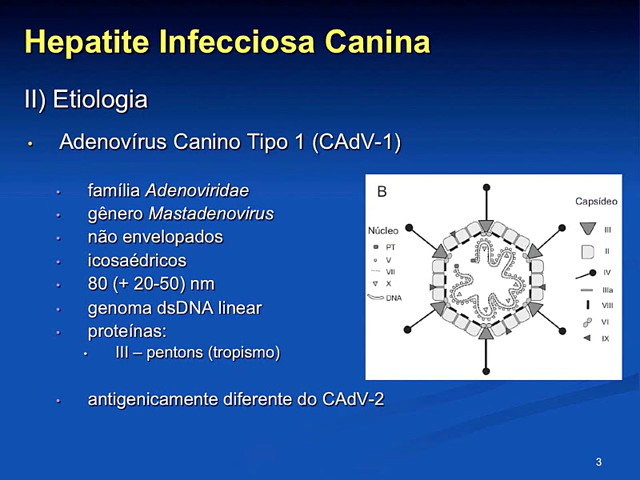 Hepatite Infecciosa Canina
II) Etiologia
• Adenovírus Canino Tipo 1 (CAdV-1)
• família Adenoviridae
• gênero Mastadenovirus
• não envelopados
• icosaédricos
• 80 (+ 20-50) nm
• genoma dsDNA linear
• proteínas:
• III – pentons (tropismo)
• antigenicamente diferente do CAdV-2
B
Núcleo
PT
V
VII
X
DNA
Capsídeo
III
II
IV
IIIa
VIII
VI
IX
3